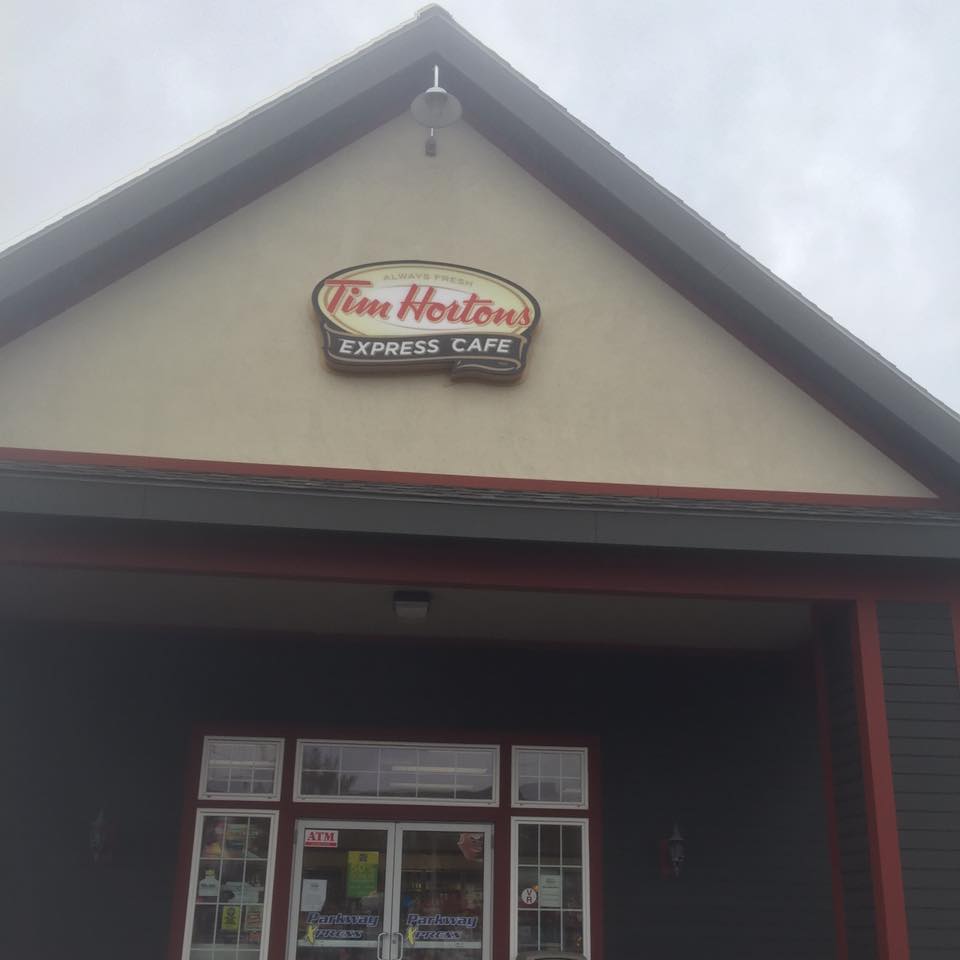 ALWAYS FRESH
Tim Hortons
EXPRESS CAFE
ATM
Parkway Parkway
XPRESS XPRESS
V
R